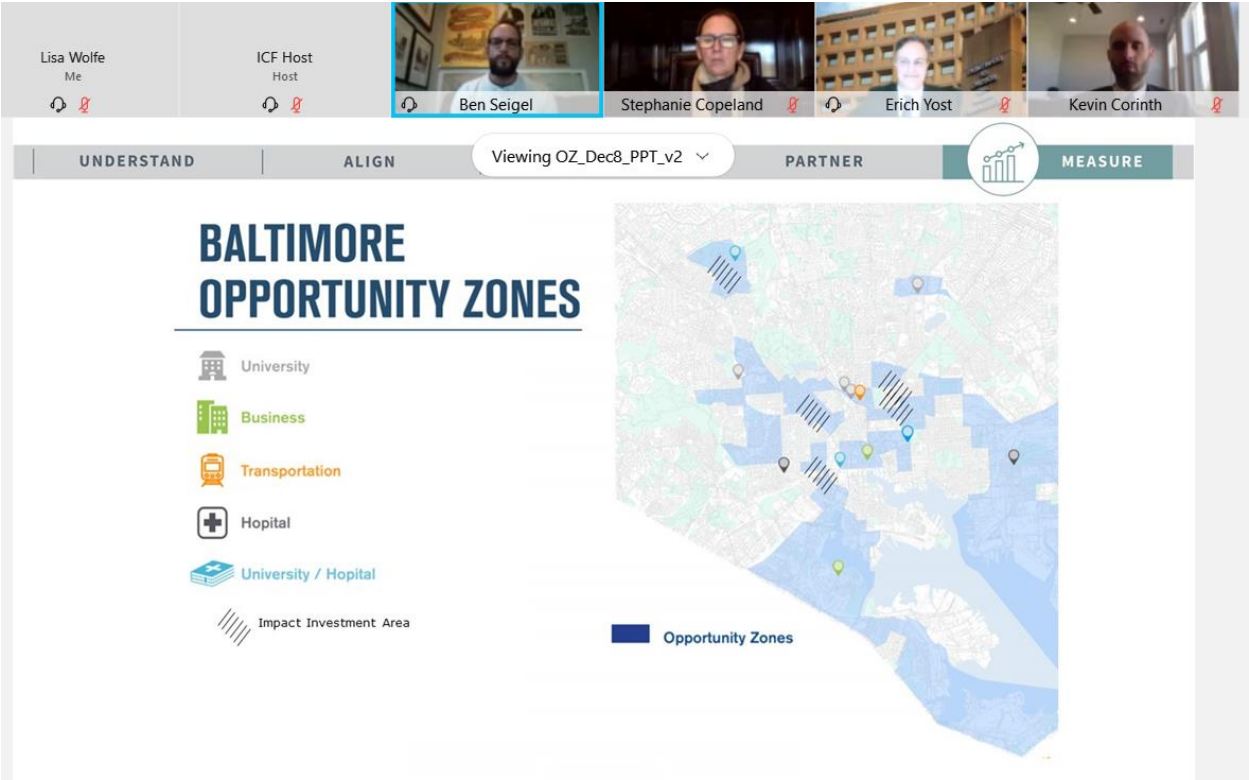 Lisa Wolfe
Me
ICF Host
Host
Ben Seigel
Stephanie Copeland
Erich Yost
Kevin Corinth
UNDERSTAND
ALIGN
Viewing OZ_Dec8_PPT_v2
PARTNER
MEASURE
BALTIMORE
OPPORTUNITY ZONES
University
Business
Transportation
Hopital
University / Hopital
Impact Investment Area
Opportunity Zones